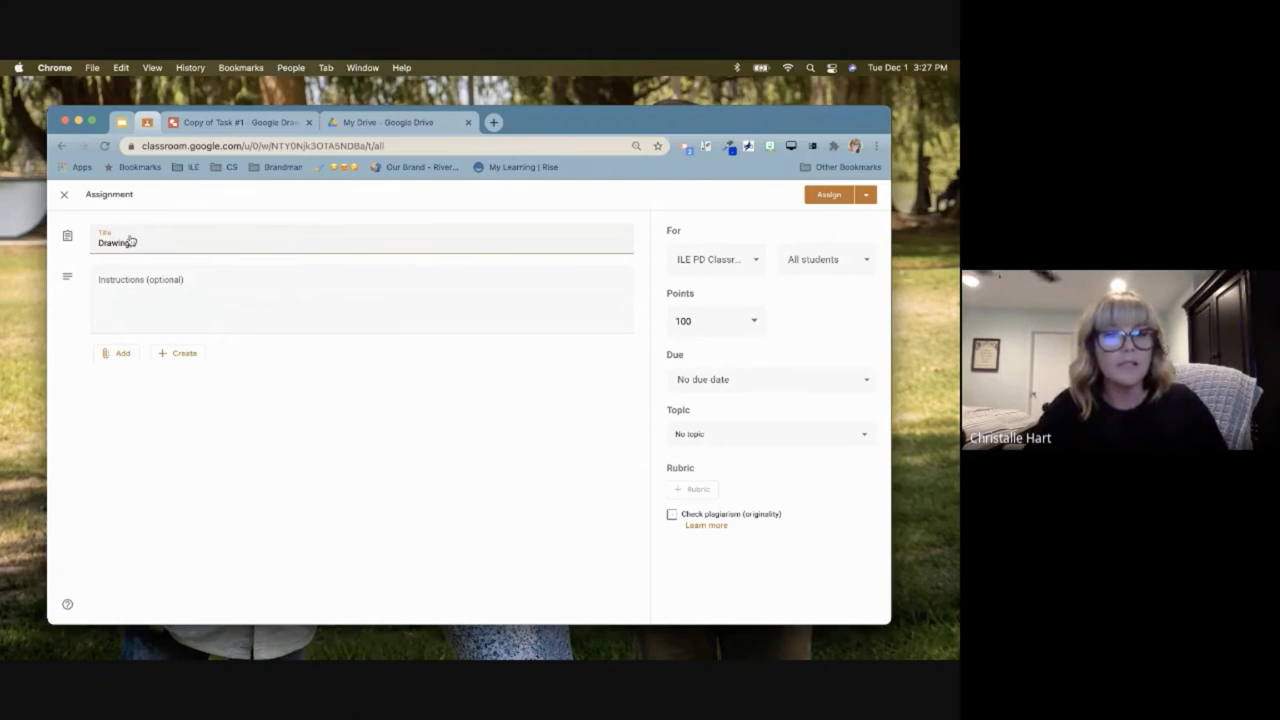 Chrome File Edit View History Bookmarks People Tab Window Help Tue Dec 1 3:27 PM
Copy of Task #1 - Google Draw
My Drive - Google Drive
classroom.google.com/u/0/w/NTY0Njk3OTA5NDBa/t/all
Apps Bookmarks ILE CS Brandman Our Brand - River... My Learning | Rise Other Bookmarks
Assignment
Assign
Title
Drawing
For
Instructions (optional)
ILE PD Classr...
All students
Points
100
Add
Create
Due
No due date
Topic
No topic
Rubric
+ Rubric
Check plagiarism (originality)
Learn more
Christalle Hart